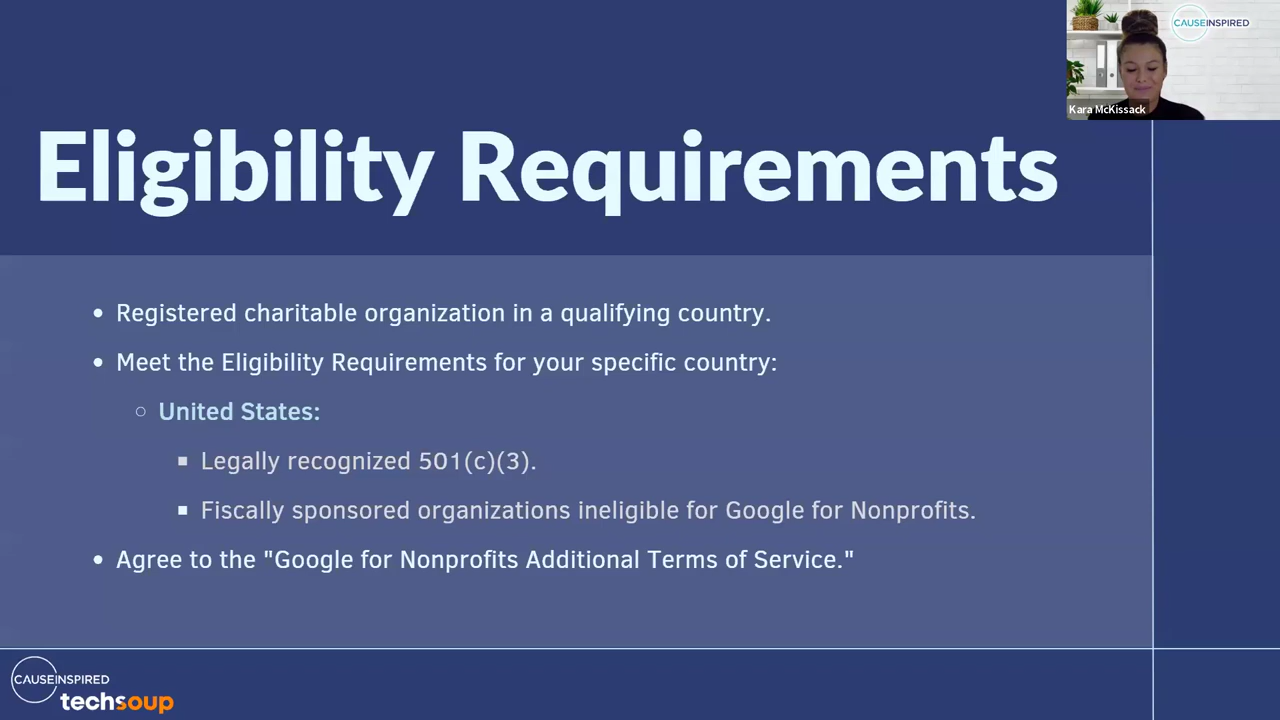 CAUSEINSPIRED
Kara McKissack
Eligibility Requirements
Registered charitable organization in a qualifying country.
Meet the Eligibility Requirements for your specific country:
United States:
Legally recognized 501(c)(3).
Fiscally sponsored organizations ineligible for Google for Nonprofits.
Agree to the "Google for Nonprofits Additional Terms of Service."
CAUSEINSPIRED
techsoup